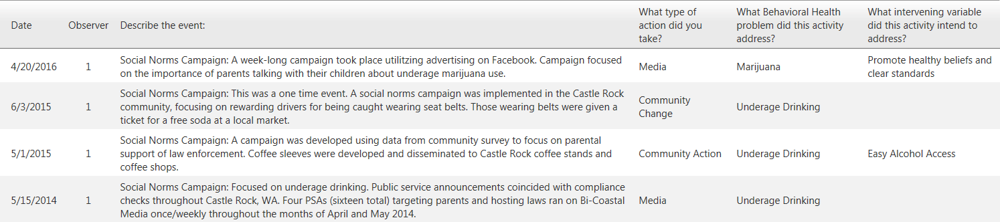 Date Observer Describe the event: What type of action did you take? What Behavioral Health problem did this activity address? What intervening variable did this activity intend to address?
4/20/2016 1 Social Norms Campaign: A week-long campaign took place utilitzing advertising on Facebook. Campaign focused
on the importance of parents talking with their children about underage marijuana use. Media Marijuana Promote healthy beliefs and
clear standards
6/3/2015 1 Social Norms Campaign: This was a one time event. A social norms campaign was implemented in the Castle Rock
community, focusing on rewarding drivers for being caught wearing seat belts. Those wearing belts were given a
ticket for a free soda at a local market. Community
Change Underage Drinking
5/1/2015 1 Social Norms Campaign: A campaign was developed using data from community survey to focus on parental
support of law enforcement. Coffee sleeves were developed and disseminated to Castle Rock coffee stands and
coffee shops. Community Action Underage Drinking Easy Alcohol Access
5/15/2014 1 Social Norms Campaign: Focused on underage drinking. Public service announcements coincided with compliance
checks throughout Castle Rock, WA. Four PSAs (sixteen total) targeting parents and hosting laws ran on Bi-Coastal
Media once/weekly throughout the months of April and May 2014. Media Underage Drinking